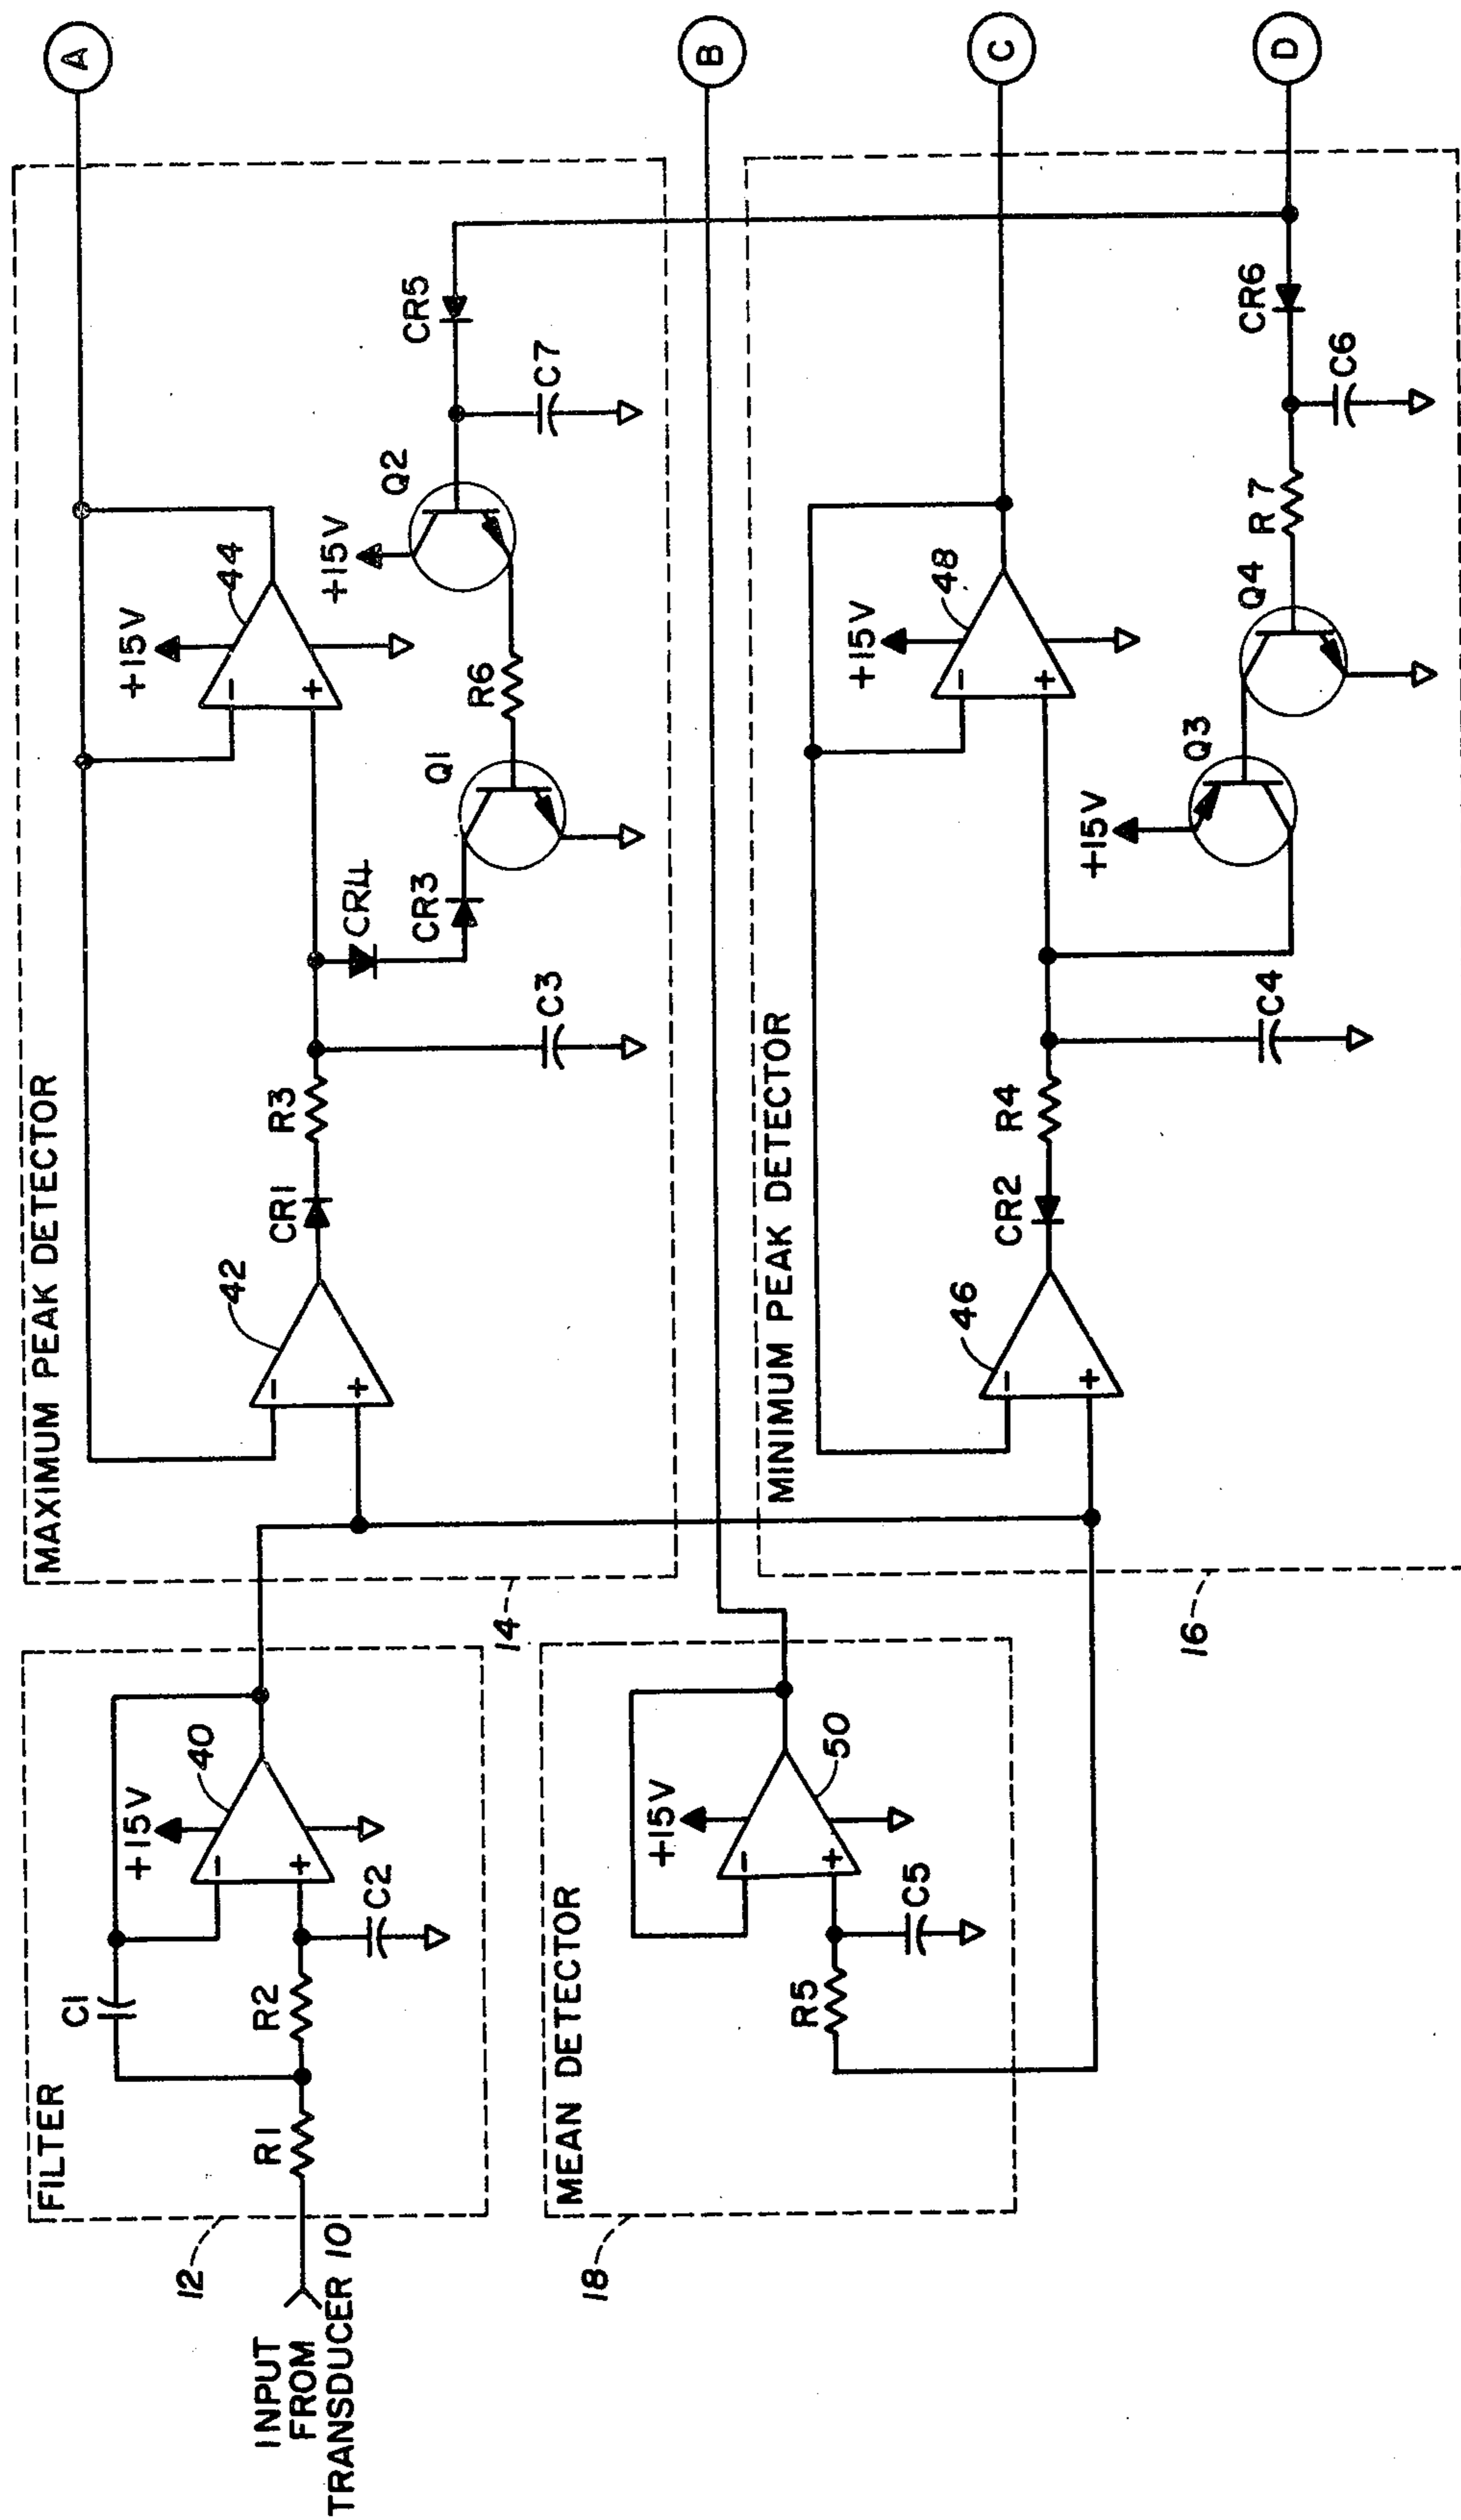 FILTER
C1
+15V
40
R1
R2
C2
12
INPUT
FROM
TRANSDUCER 10
MEAN DETECTOR
+15V
50
R5
C5
18
MAXIMUM PEAK DETECTOR
42
CR1
R3
+15V
44
CR4
CR3
C3
Q1
R6
+15V
Q2
CR5
C7
14
MINIMUM PEAK DETECTOR
46
CR2
R4
+15V
48
C4
+15V
Q3
Q4
R7
CR6
C6
16
A
B
C
D
-
+
-
+
-
+
-
+
-
+
-
+